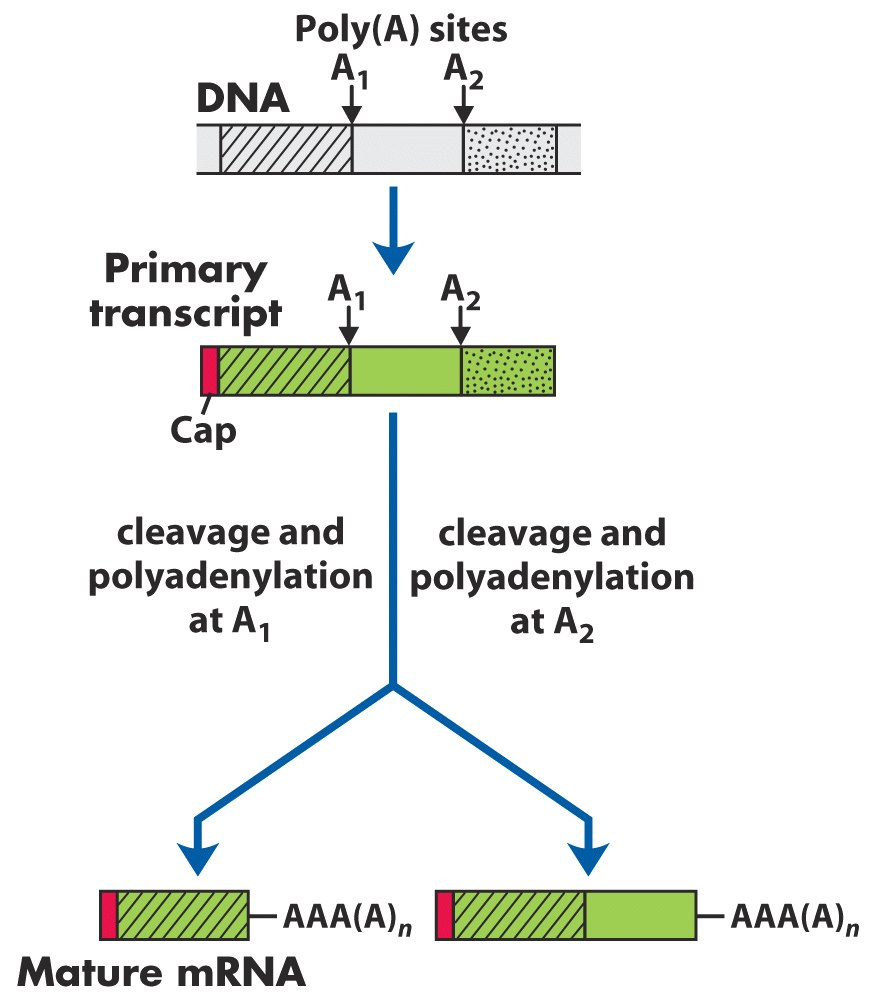 Poly(A) sites
A1 A2
DNA
Primary
transcript
A1 A2
Cap
cleavage and
polyadenylation
at A1
cleavage and
polyadenylation
at A2
AAA(A)n
AAA(A)n
Mature mRNA